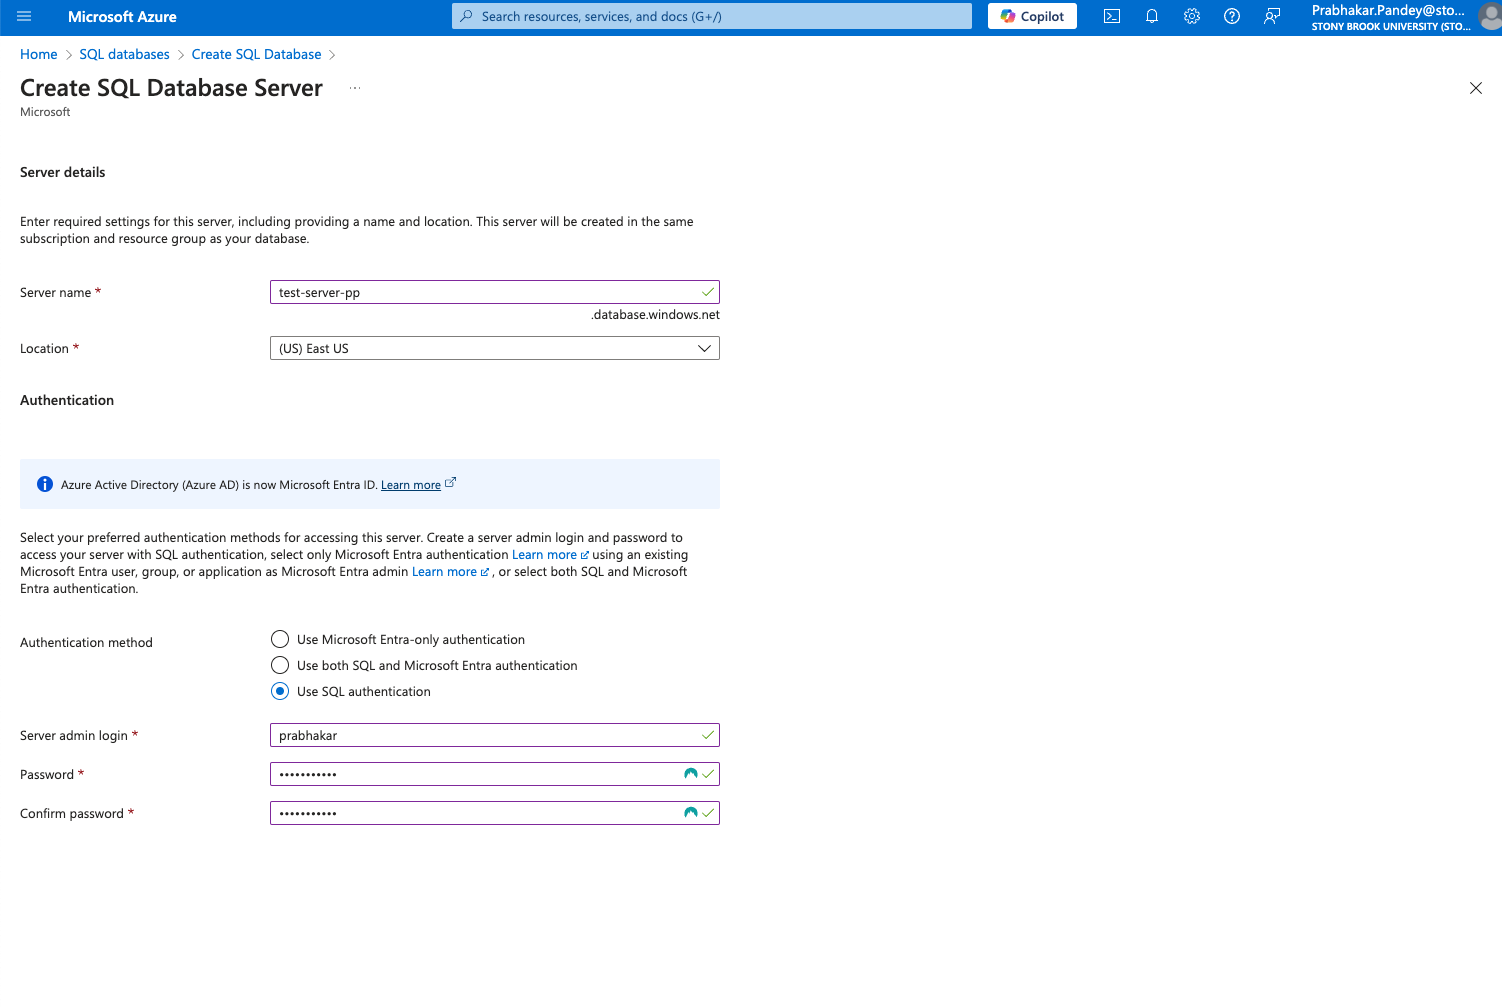 Microsoft Azure
Search resources, services, and docs (G+/)
Copilot
Prabhakar.Pandey@sto...
STONY BROOK UNIVERSITY (STO...
Home > SQL databases > Create SQL Database >
Create SQL Database Server ...
Microsoft
Server details
Enter required settings for this server, including providing a name and location. This server will be created in the same
subscription and resource group as your database.
Server name *
test-server-pp
.database.windows.net
Location *
(US) East US
Authentication
Azure Active Directory (Azure AD) is now Microsoft Entra ID. Learn more
Select your preferred authentication methods for accessing this server. Create a server admin login and password to
access your server with SQL authentication, select only Microsoft Entra authentication Learn more using an existing
Microsoft Entra user, group, or application as Microsoft Entra admin Learn more , or select both SQL and Microsoft
Entra authentication.
Authentication method
Use Microsoft Entra-only authentication
Use both SQL and Microsoft Entra authentication
Use SQL authentication
Server admin login *
prabhakar
Password *
•••••••••••
Confirm password *
•••••••••••